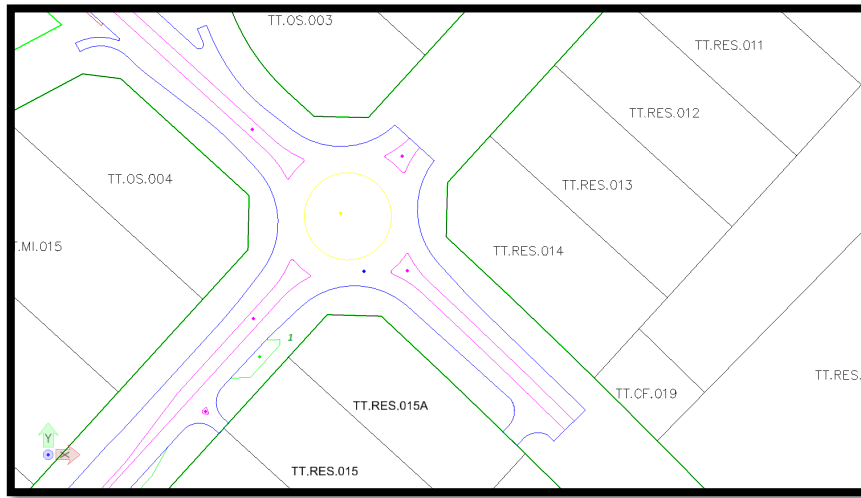 TT.OS.003
TT.RES.011
TT.RES.012
TT.OS.004
TT.RES.013
T.MI.015
TT.RES.014
1
TT.RES.
TT.CF.019
TT.RES.015A
Y
X
TT.RES.015